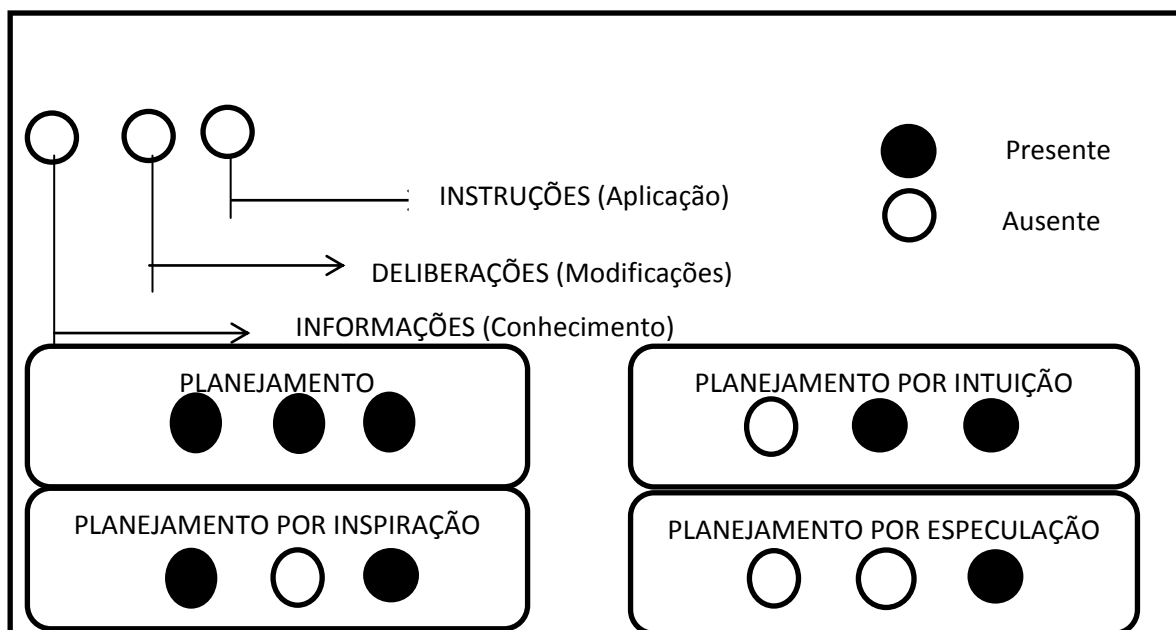 Presente
INSTRUÇÕES (Aplicação)
Ausente
DELIBERAÇÕES (Modificações)
INFORMAÇÕES (Conhecimento)
PLANEJAMENTO
PLANEJAMENTO POR INTUIÇÃO
PLANEJAMENTO POR INSPIRAÇÃO
PLANEJAMENTO POR ESPECULAÇÃO